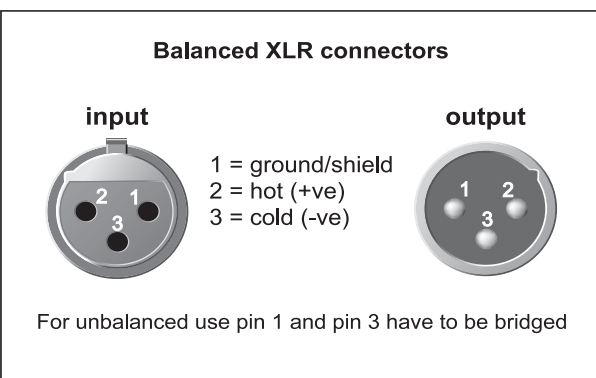 Balanced XLR connectors
input
output
1 = ground/shield
2 = hot (+ve)
3 = cold (-ve)
2 1
3
1 2
3
For unbalanced use pin 1 and pin 3 have to be bridged